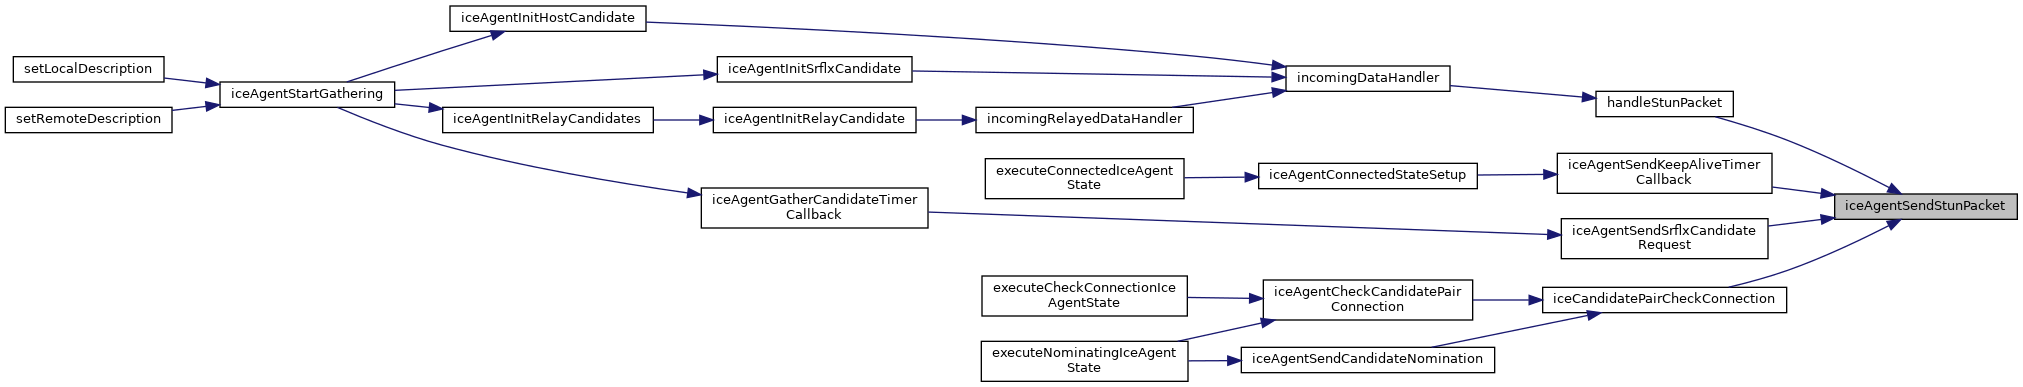 iceAgentInitHostCandidate
setLocalDescription
iceAgentInitSrflxCandidate
incomingDataHandler
iceAgentStartGathering
handleStunPacket
setRemoteDescription
iceAgentInitRelayCandidates
iceAgentInitRelayCandidate
incomingRelayedDataHandler
executeConnectedIceAgent
State
iceAgentConnectedStateSetup
iceAgentSendKeepAliveTimer
Callback
iceAgentGatherCandidateTimer
Callback
iceAgentSendStunPacket
iceAgentSendSrflxCandidate
Request
executeCheckConnectionIce
AgentState
iceAgentCheckCandidatePair
Connection
iceCandidatePairCheckConnection
executeNominatingIceAgent
State
iceAgentSendCandidateNomination